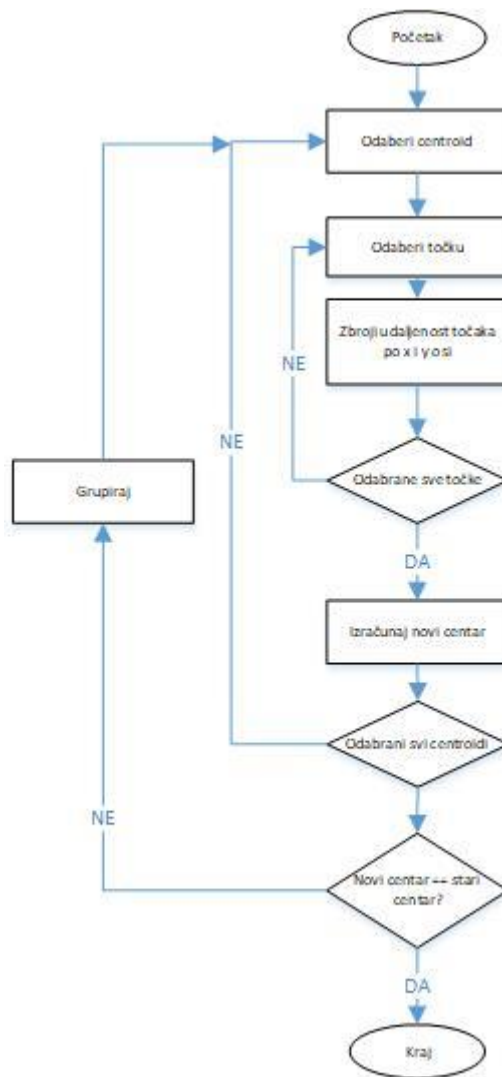 Početak
Odaberi centroid
Odaberi točku
Zbroji udaljenost točaka
po x i y osi
NE
NE
Odabrane sve točke
Grupiraj
DA
Izračunaj novi centar
Odabrani svi centroidi
NE
Novi centar == stari
centar?
DA
Kraj